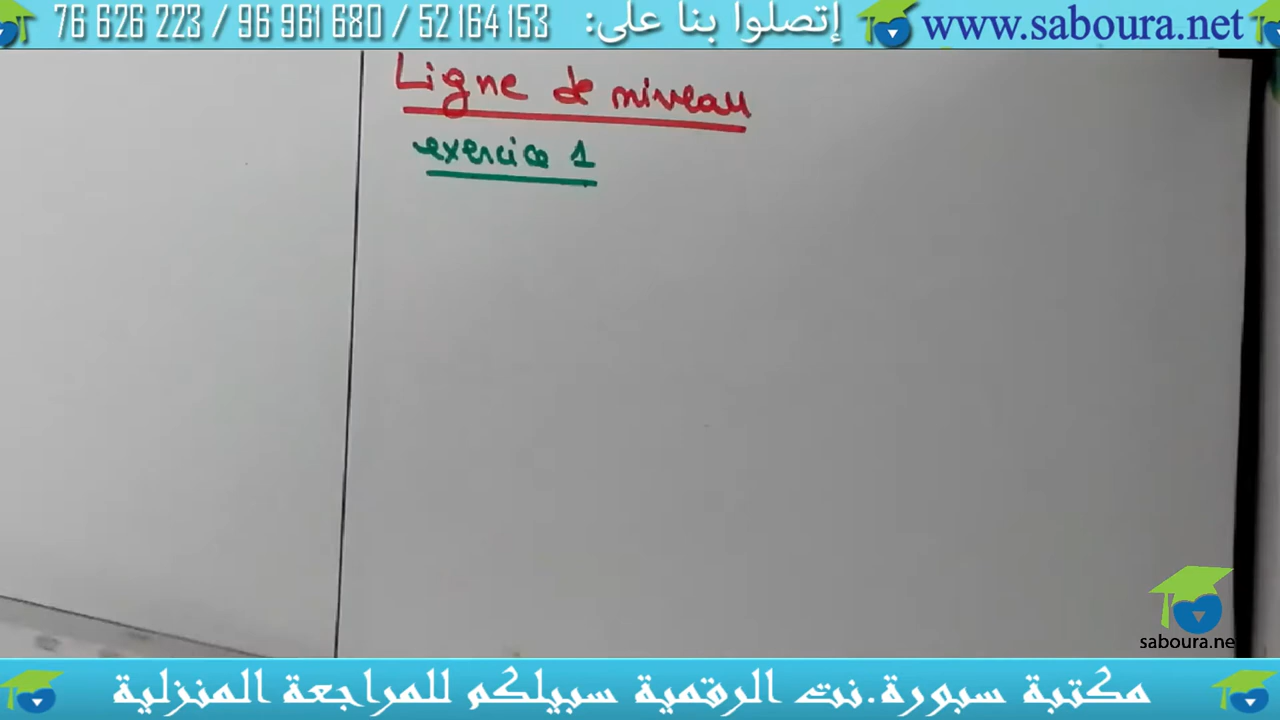 76 626 223 / 96 961 680 / 52 164 153 إتصلوا بنا على: www.saboura.net
Ligne de niveau
exercice 1
saboura.ne
مكتبة سبورة.نت الرقمية سبيلكم للمراجعة المنزلية